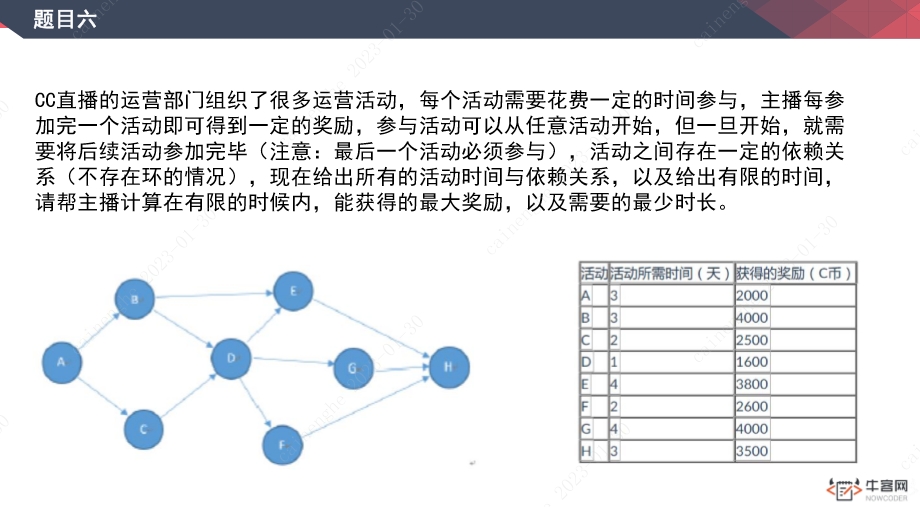 题目六
CC直播的运营部门组织了很多运营活动，每个活动需要花费一定的时间参与，主播每参
加完一个活动即可得到一定的奖励，参与活动可以从任意活动开始，但一旦开始，就需
要将后续活动参加完毕（注意：最后一个活动必须参与），活动之间存在一定的依赖关
系（不存在环的情况），现在给出所有的活动时间与依赖关系，以及给出有限的时间，
请帮主播计算在有限的时候内，能获得的最大奖励，以及需要的最少时长。
B
E
A
D
G
H
C
F
活动 活动所需时间（天） 获得的奖励（C币）
A 3 2000
B 3 4000
C 2 2500
D 1 1600
E 4 3800
F 2 2600
G 4 4000
H 3 3500
牛客网
NOWCODER